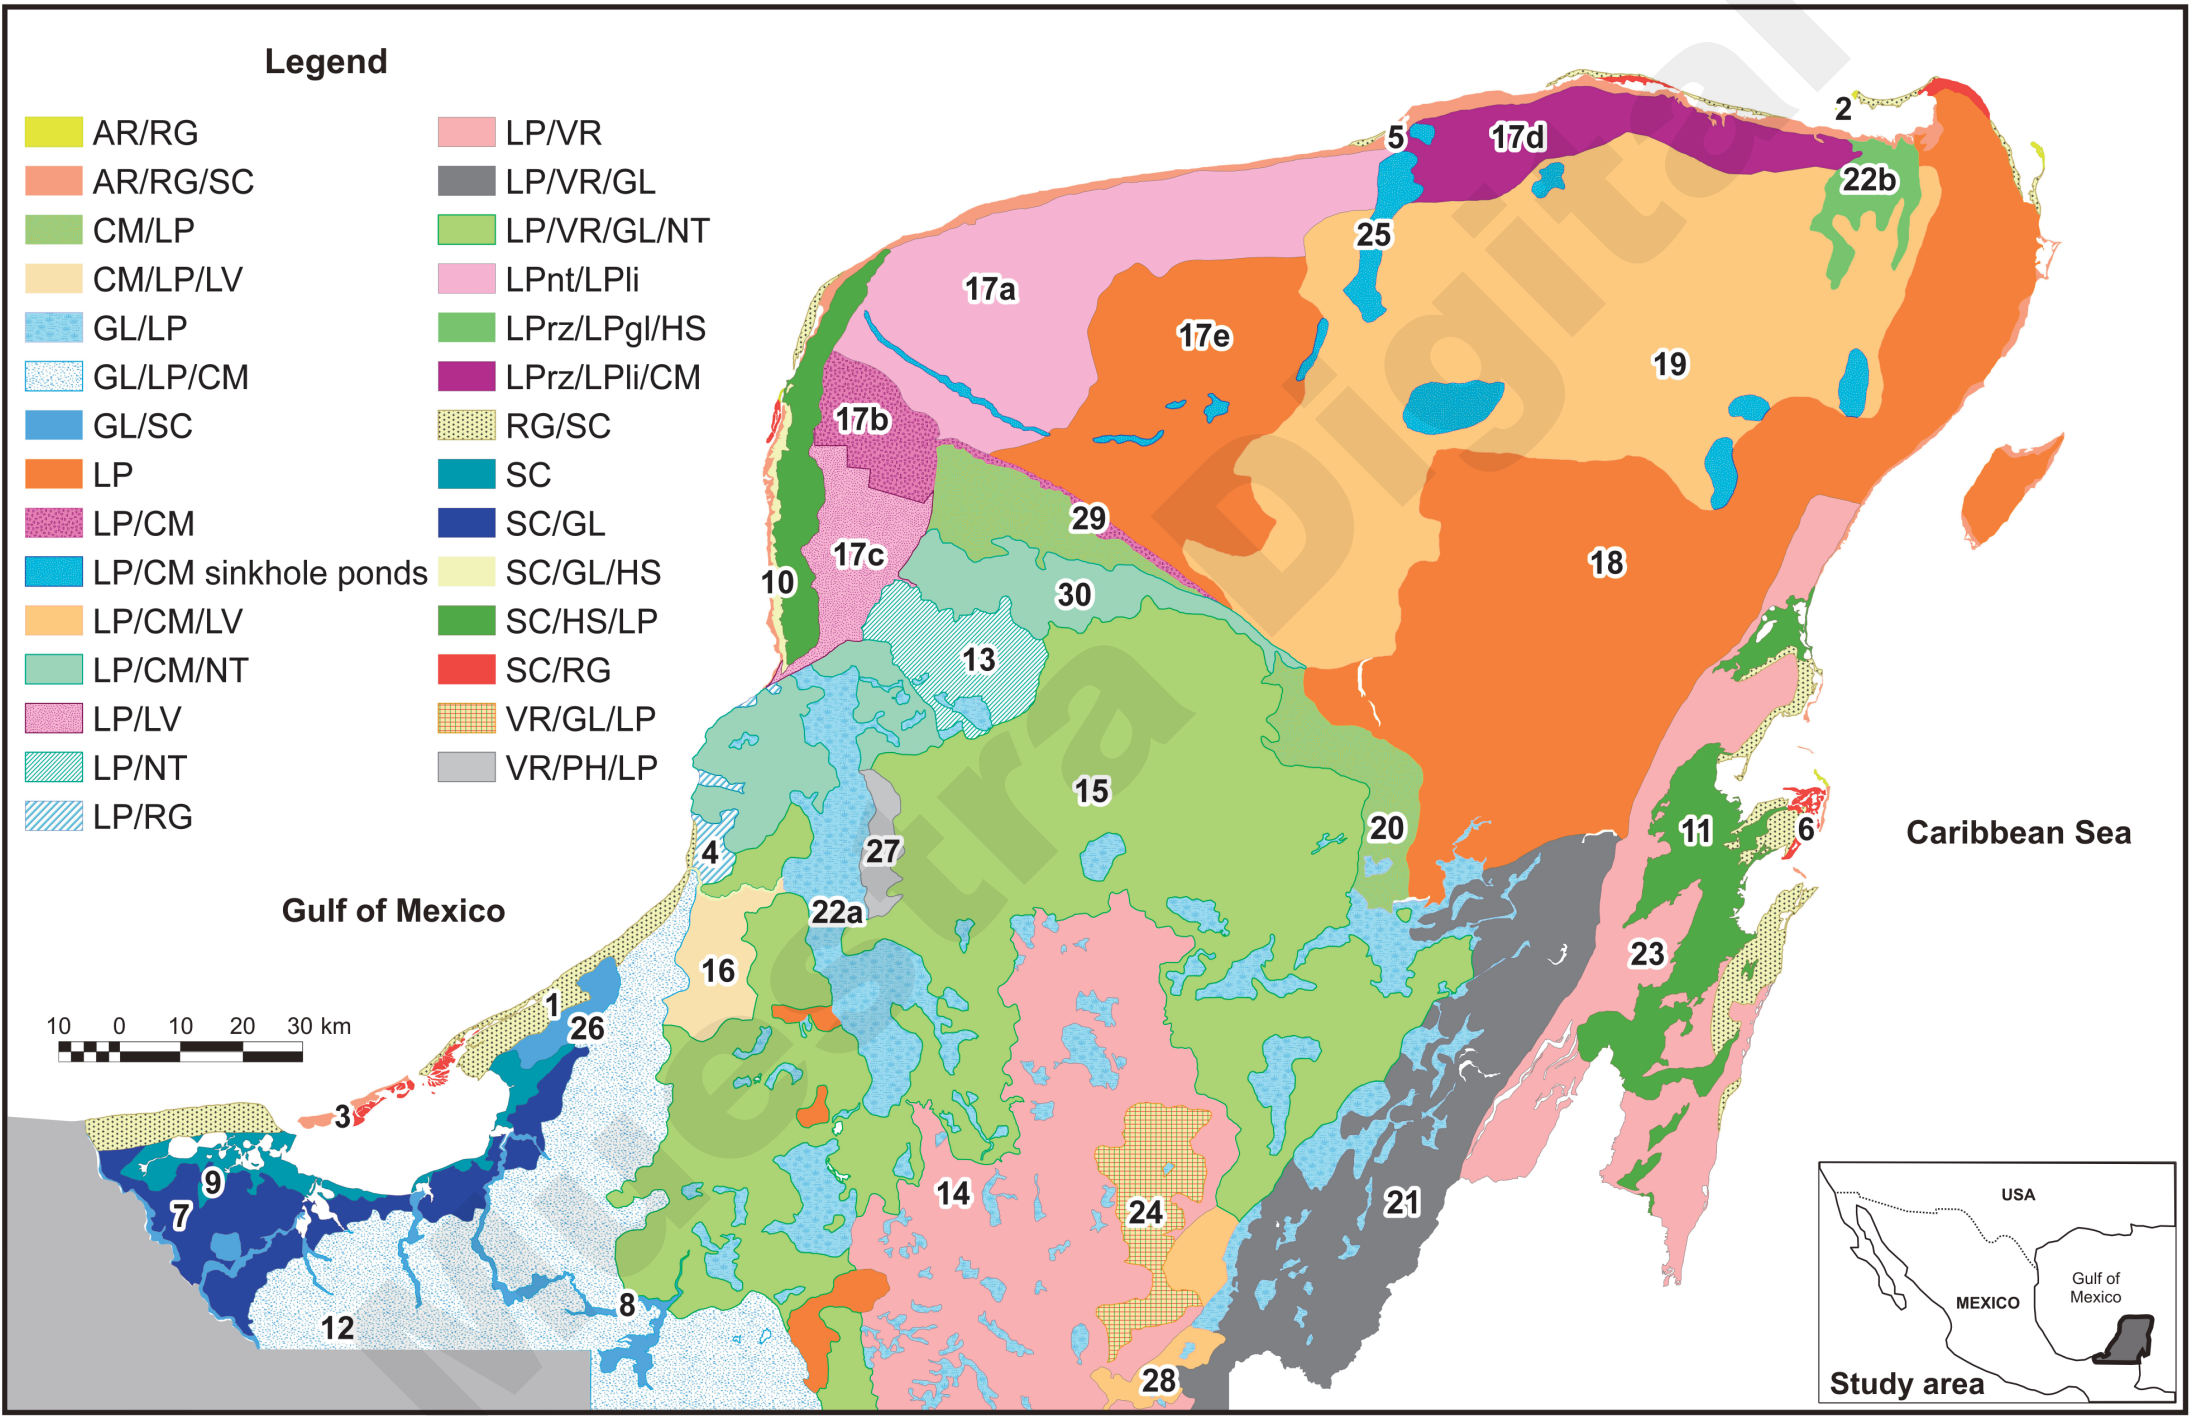 Legend
AR/RG
AR/RG/SC
CM/LP
CM/LP/LV
GL/LP
GL/LP/CM
GL/SC
LP
LP/CM
LP/CM sinkhole ponds
LP/CM/LV
LP/CM/NT
LP/LV
LP/NT
LP/RG
LP/VR
LP/VR/GL
LP/VR/GL/NT
LPnt/LPli
LPrz/LPgl/HS
LPrz/LPli/CM
RG/SC
SC
SC/GL
SC/GL/HS
SC/HS/LP
SC/RG
VR/GL/LP
VR/PH/LP
2
5
17d
22b
25
17a
17e
19
17b
29
17c
18
10
30
13
15
20
11
6
Caribbean Sea
4
27
Gulf of Mexico
22a
23
16
1
26
10 0 10 20 30 km
3
9
7
14
24
21
8
12
28
USA
MEXICO
Gulf of
Mexico
Study area
Muestra Digital